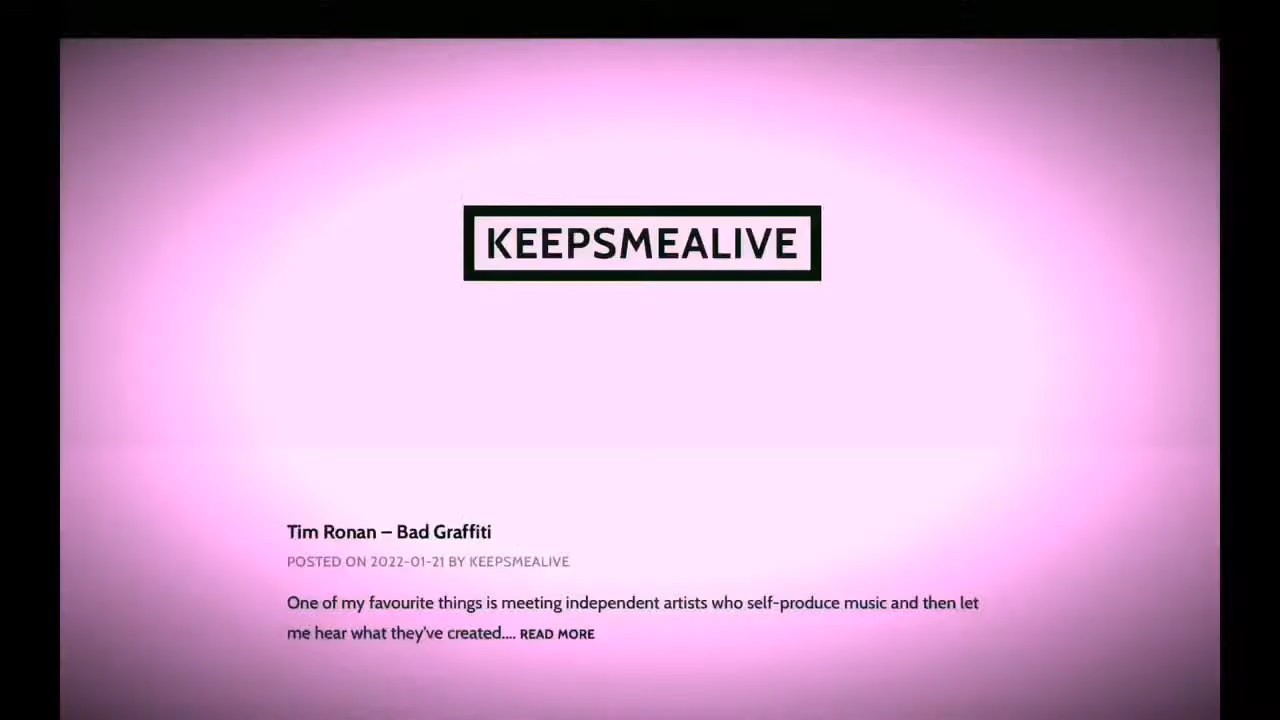 KEEPSMEALIVE
Tim Ronan – Bad Graffiti
POSTED ON 2022-01-21 BY KEEPSMEALIVE
One of my favourite things is meeting independent artists who self-produce music and then let
me hear what they've created.... READ MORE